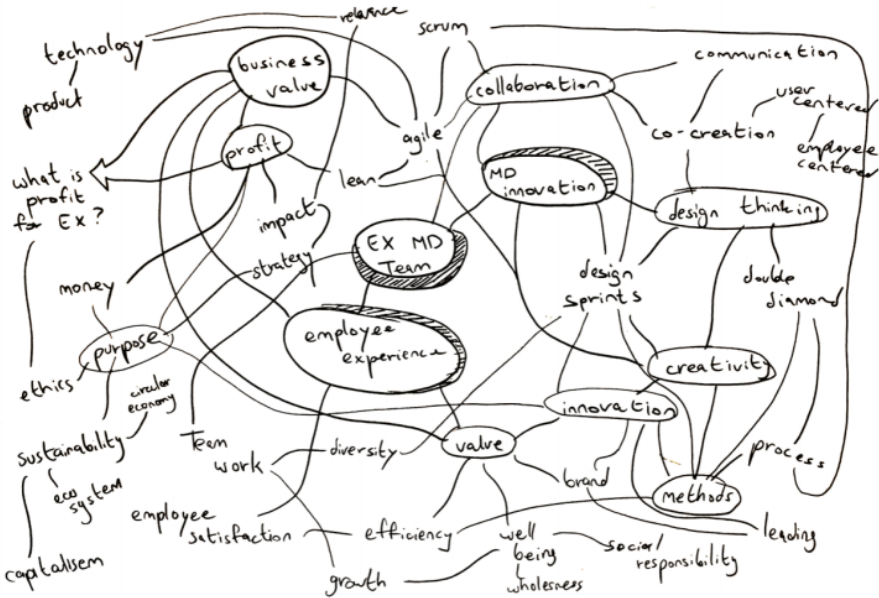 relavance
scrum
technology
business
value
communication
product
collaboration
user
centered
agile
co-creation
profit
employee
centered
what is
profit
for EX?
lean
MD
innovation
impact
design thinking
EX MD
Team
strategy
design
sprints
double
diamond
money
employee
experience
purpose
creativity
ethics
circular
economy
innovation
Team
work
diversity
value
sustainability
process
eco
system
brand
methods
employee
satisfaction
efficiency
well
being
leading
social
responsibility
capitalisem
growth
wholesness